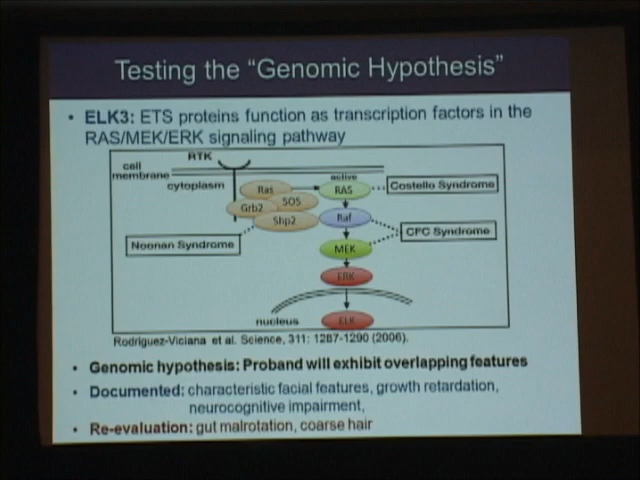 Testing the “Genomic Hypothesis”
• ELK3: ETS proteins function as transcription factors in the
RAS/MEK/ERK signaling pathway
RTK
cell
membrane
cytoplasm
active
Ras
RAS
Costello Syndrome
Grb2
SOS
Shp2
Raf
CFC Syndrome
Noonan Syndrome
MEK
ERK
nucleus
ELK
Rodriguez-Viciana et al. Science, 311: 1287-1290 (2006).
• Genomic hypothesis: Proband will exhibit overlapping features
• Documented: characteristic facial features, growth retardation,
neurocognitive impairment,
• Re-evaluation: gut malrotation, coarse hair